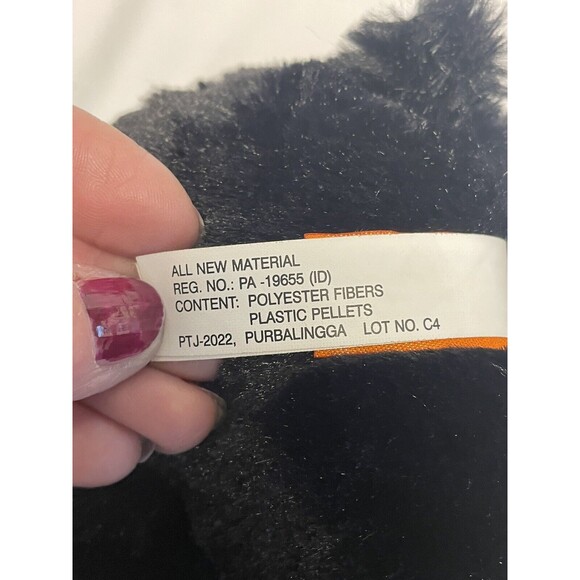 ALL NEW MATERIAL
REG. NO.: PA -19655 (ID)
CONTENT: POLYESTER FIBERS
PLASTIC PELLETS
PTJ-2022, PURBALINGGA LOT NO. C4